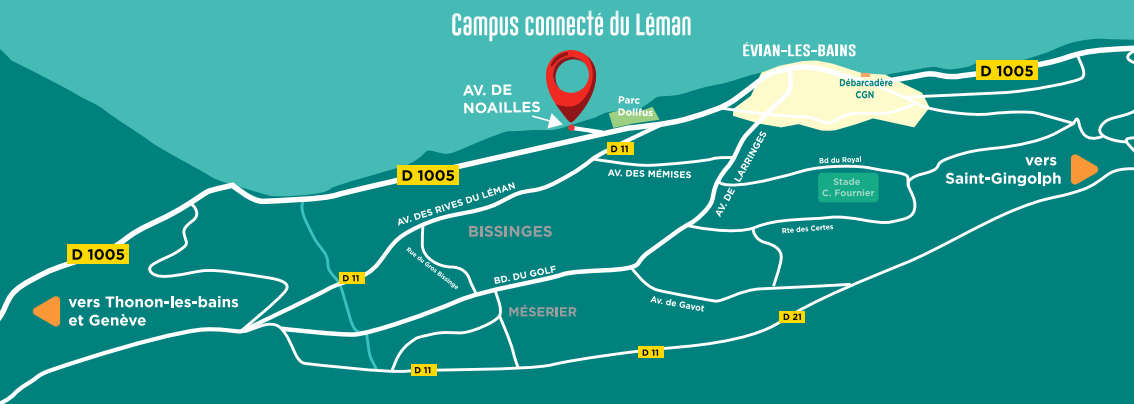 Campus connecté du Léman
ÉVIAN-LES-BAINS
D 1005
Débarcadère
CGN
AV. DE
NOAILLES
Parc
Dollfus
D 11
AV. DES MÉMISES
AV. DE LARRINGES
Bd du Royal
vers
Saint-Gingolph
Stade
C. Fournier
D 1005
AV. DES RIVES DU LÉMAN
BISSINGES
Rte des Certes
D 1005
Rue du Gros Bissinge
D 11
BD. DU GOLF
vers Thonon-les-bains
et Genève
Av. de Gavot
MÉSERIER
D 21
D 11
D 11